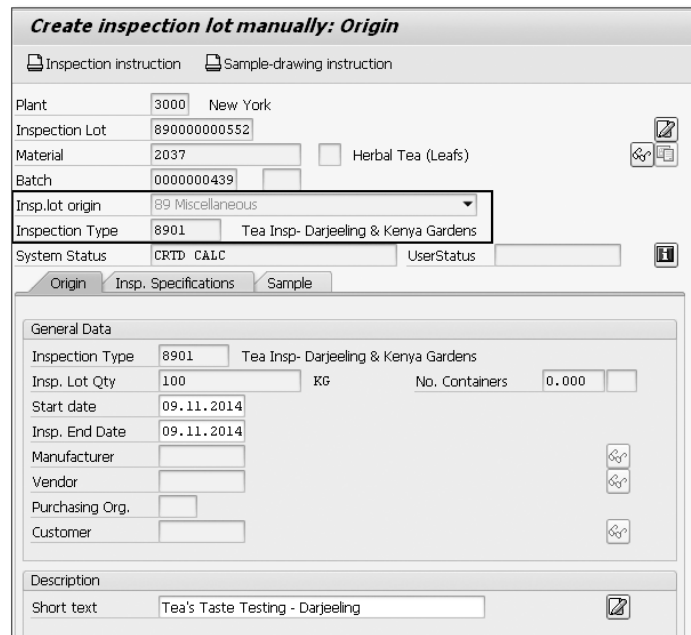 Create inspection lot manually: Origin
Inspection instruction Sample-drawing instruction
Plant 3000 New York
Inspection Lot 890000000552
Material 2037 Herbal Tea (Leafs)
Batch 0000000439
Insp.lot origin 89 Miscellaneous
Inspection Type 8901 Tea Insp- Darjeeling & Kenya Gardens
System Status CRTD CALC UserStatus
Origin Insp. Specifications Sample
General Data
Inspection Type 8901 Tea Insp- Darjeeling & Kenya Gardens
Insp. Lot Qty 100 KG No. Containers 0.000
Start date 09.11.2014
Insp. End Date 09.11.2014
Manufacturer
Vendor
Purchasing Org.
Customer
Description
Short text Tea's Taste Testing - Darjeeling